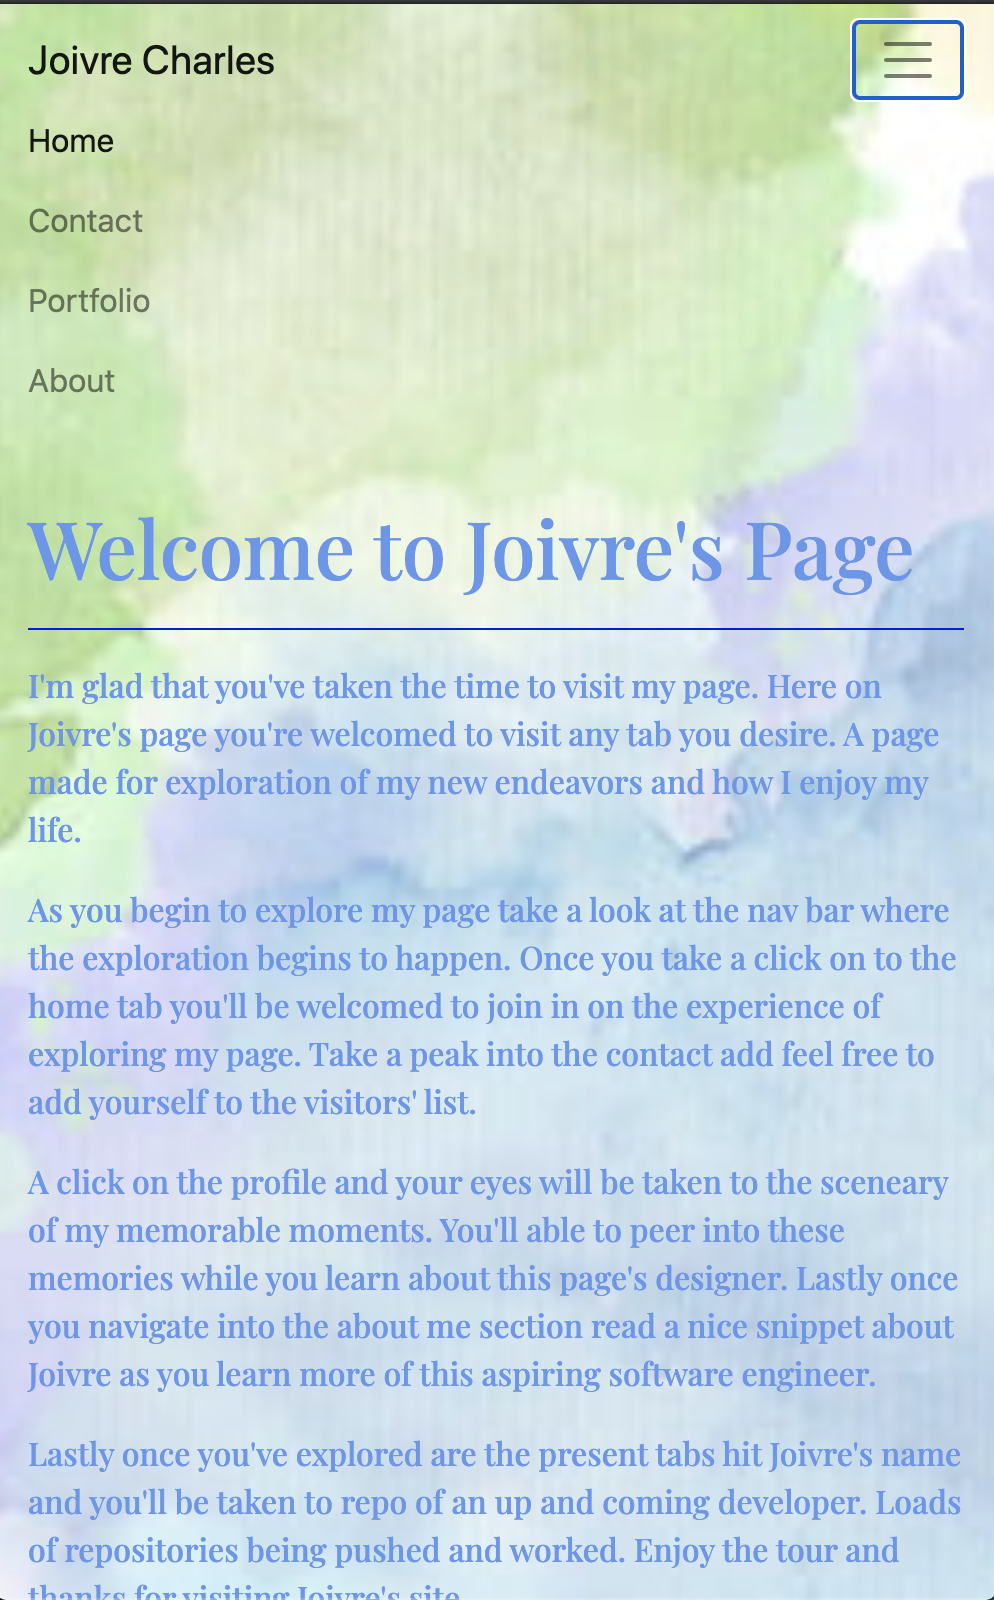 Joivre Charles
Home
Contact
Portfolio
About
Welcome to Joivre's Page
I'm glad that you've taken the time to visit my page. Here on
Joivre's page you're welcomed to visit any tab you desire. A page
made for exploration of my new endeavors and how I enjoy my
life.
As you begin to explore my page take a look at the nav bar where
the exploration begins to happen. Once you take a click on to the
home tab you'll be welcomed to join in on the experience of
exploring my page. Take a peak into the contact add feel free to
add yourself to the visitors' list.
A click on the profile and your eyes will be taken to the sceneary
of my memorable moments. You'll able to peer into these
memories while you learn about this page's designer. Lastly once
you navigate into the about me section read a nice snippet about
Joivre as you learn more of this aspiring software engineer.
Lastly once you've explored are the present tabs hit Joivre's name
and you'll be taken to repo of an up and coming developer. Loads
of repositories being pushed and worked. Enjoy the tour and
thanks for visiting Joivre's site